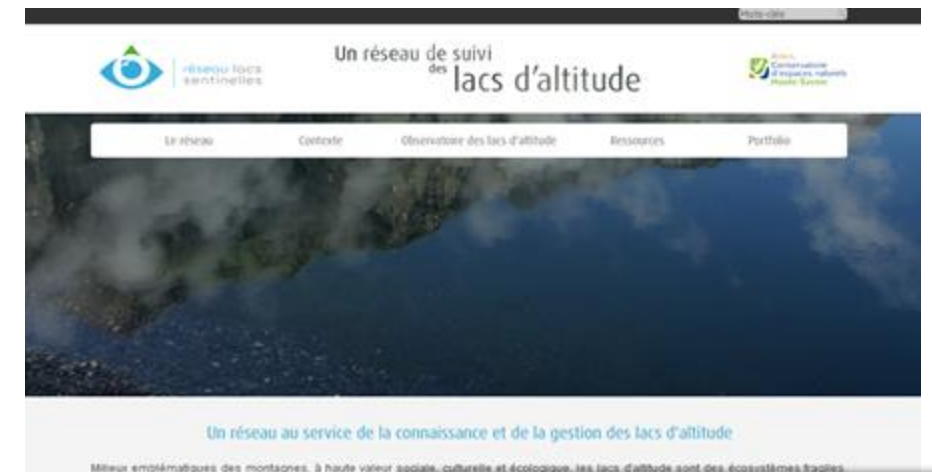 Mots-clés
réseau lacs
sentinelles
Un réseau de suivi
des lacs d'altitude
Asters
Conservatoire
d'espaces naturels
Haute-Savoie
Le réseau Contexte Observatoire des lacs d'altitude Ressources Portfolio
Un réseau au service de la connaissance et de la gestion des lacs d'altitude
Milieux emblématiques des montagnes, à haute valeur sociale, culturelle et écologique, les lacs d'altitude sont des écosystèmes fragiles